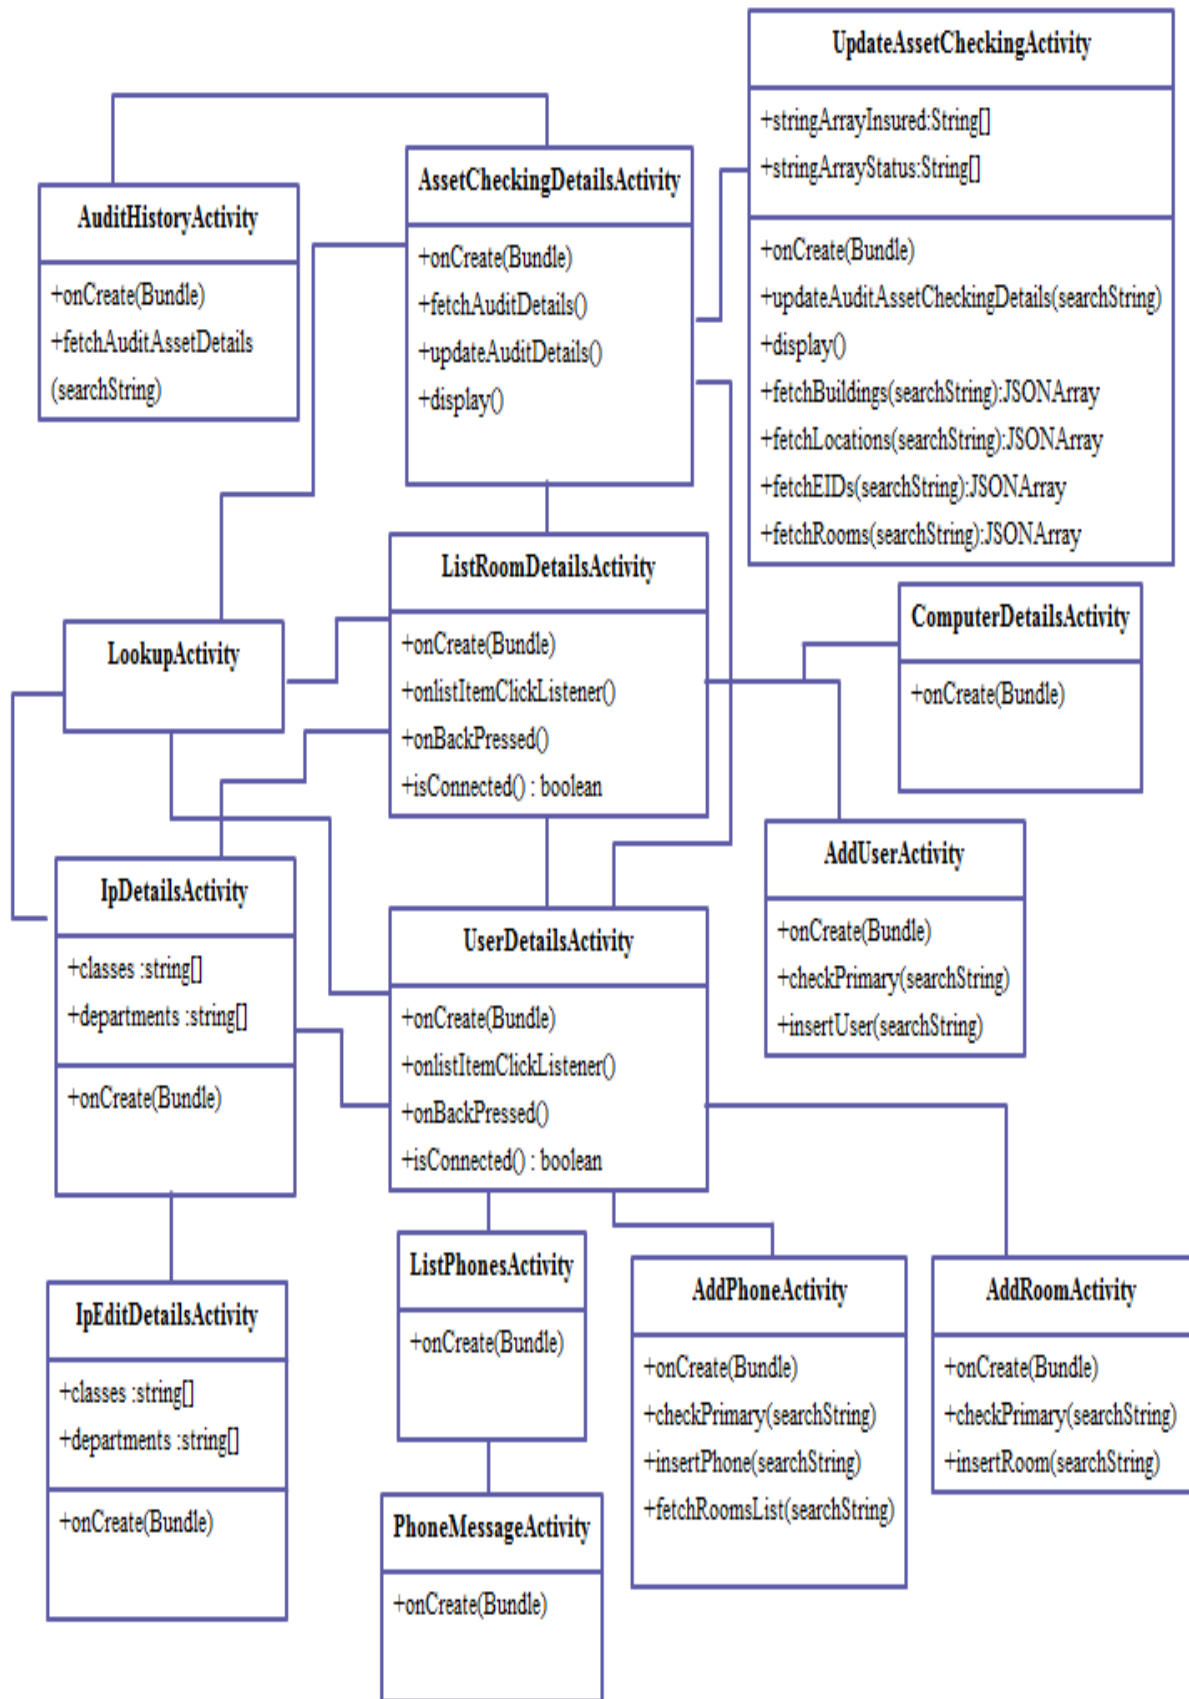 UpdateAssetCheckingActivity
+stringArrayInsured:String[]
+stringArrayStatus:String[]
+onCreate(Bundle)
+updateAuditAssetCheckingDetails(searchString)
+display()
+fetchBuildings(searchString):JSONArray
+fetchLocations(searchString):JSONArray
+fetchEIDs(searchString):JSONArray
+fetchRooms(searchString):JSONArray
AssetCheckingDetailsActivity
+onCreate(Bundle)
+fetchAuditDetails()
+updateAuditDetails()
+display()
AuditHistoryActivity
+onCreate(Bundle)
+fetchAuditAssetDetails
(searchString)
ListRoomDetailsActivity
+onCreate(Bundle)
+onlistItemClickListener()
+onBackPressed()
+isConnected() : boolean
LookupActivity
ComputerDetailsActivity
+onCreate(Bundle)
AddUserActivity
+onCreate(Bundle)
+checkPrimary(searchString)
+insertUser(searchString)
IpDetailsActivity
+classes :string[]
+departments :string[]
+onCreate(Bundle)
UserDetailsActivity
+onCreate(Bundle)
+onlistItemClickListener()
+onBackPressed()
+isConnected() : boolean
IpEditDetailsActivity
+classes :string[]
+departments :string[]
+onCreate(Bundle)
ListPhonesActivity
+onCreate(Bundle)
AddPhoneActivity
+onCreate(Bundle)
+checkPrimary(searchString)
+insertPhone(searchString)
+fetchRoomsList(searchString)
AddRoomActivity
+onCreate(Bundle)
+checkPrimary(searchString)
+insertRoom(searchString)
PhoneMessageActivity
+onCreate(Bundle)